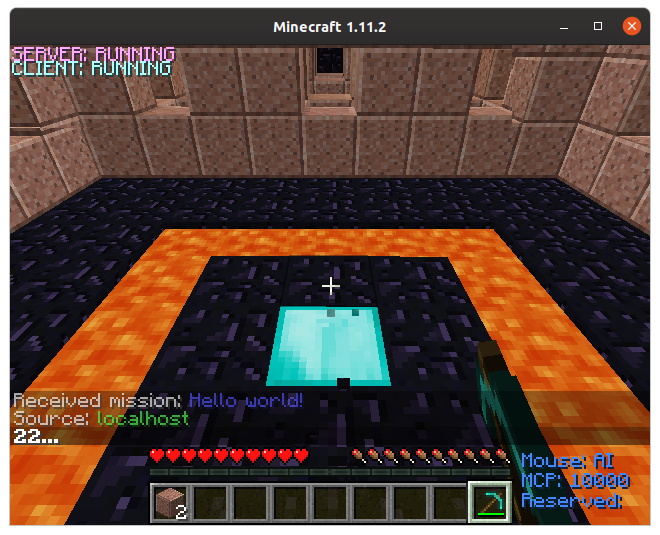 Minecraft 1.11.2
SERVER: RUNNING
CLIENT: RUNNING
Received mission: Hello world!
Source: localhost
22...
Mouse: AI
MCP: 10000
Reserved:
2